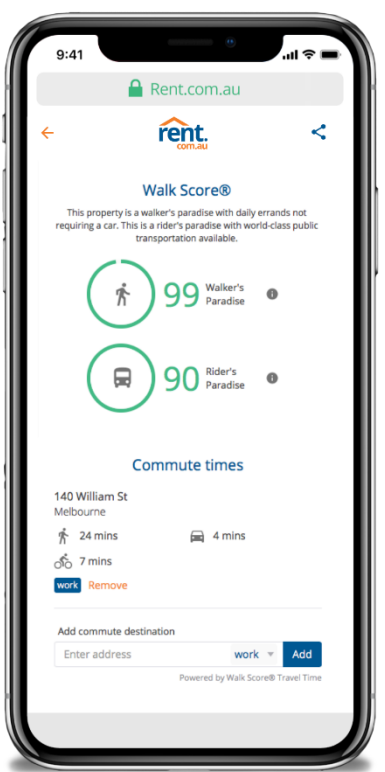 9:41
Rent.com.au
rent.
com.au
Walk Score®
This property is a walker's paradise with daily errands not
requiring a car. This is a rider's paradise with world-class public
transportation available.
99 Walker's
Paradise
90 Rider's
Paradise
Commute times
140 William St
Melbourne
24 mins 4 mins
7 mins
work Remove
Add commute destination
Enter address work Add
Powered by Walk Score® Travel Time